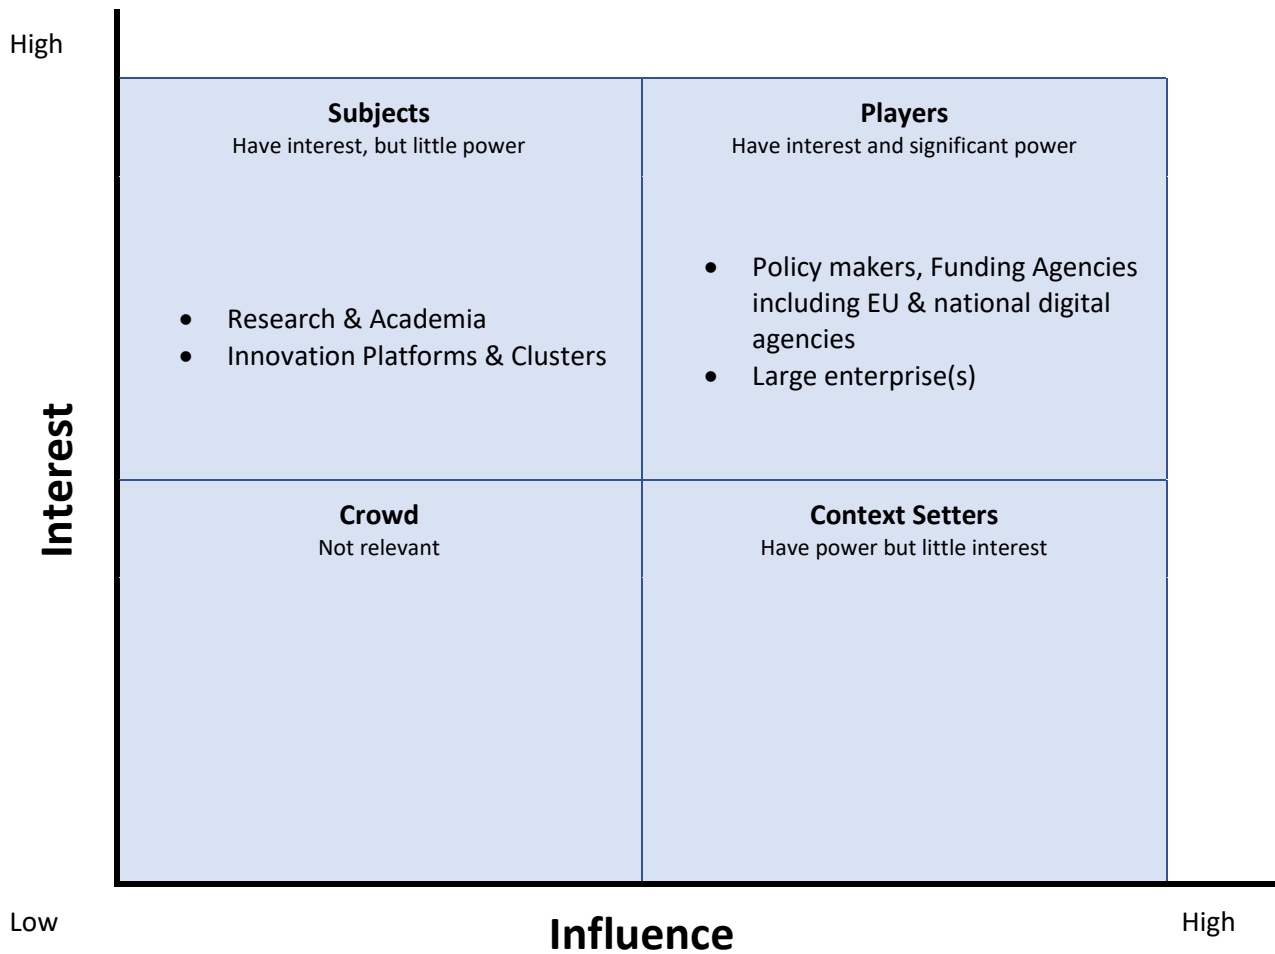 High
Subjects
Have interest, but little power
Players
Have interest and significant power
• Research & Academia
• Innovation Platforms & Clusters
• Policy makers, Funding Agencies
including EU & national digital
agencies
• Large enterprise(s)
Interest
Crowd
Not relevant
Context Setters
Have power but little interest
Low
Influence
High